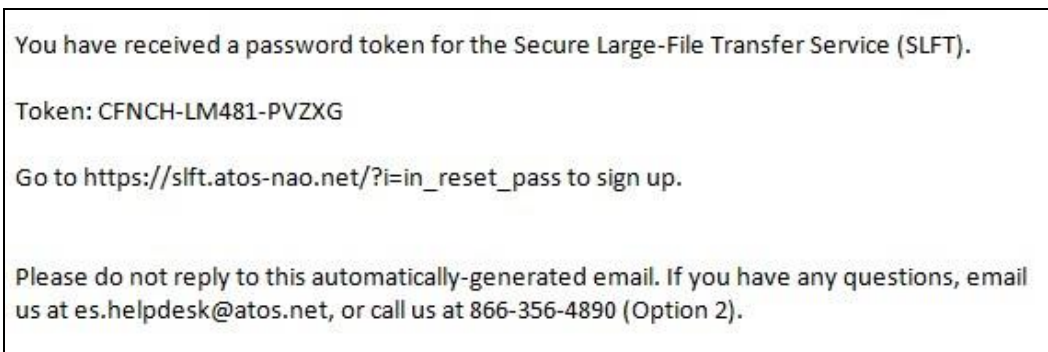 You have received a password token for the Secure Large-File Transfer Service (SLFT).
Token: CFNCH-LM481-PVZXG
Go to https://slft.atos-nao.net/?i=in_reset_pass to sign up.
Please do not reply to this automatically-generated email. If you have any questions, email
us at es.helpdesk@atos.net, or call us at 866-356-4890 (Option 2).